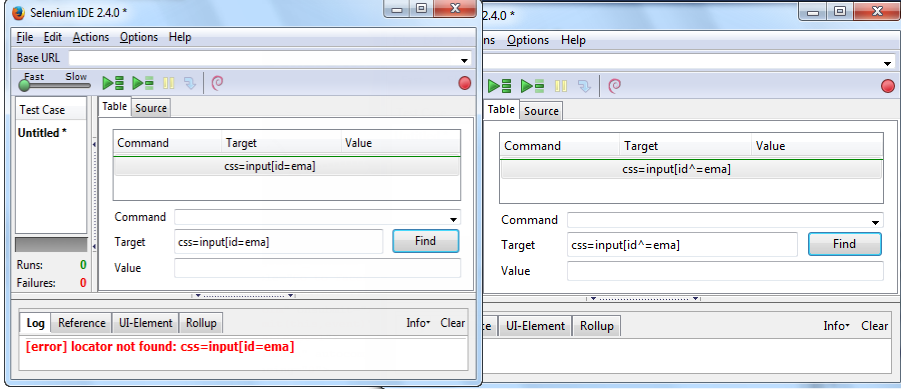 Selenium IDE 2.4.0 *
File Edit Actions Options Help
Base URL
Fast Slow
Test Case
Untitled *
Runs: 0
Failures: 0
Table Source
Command Target Value
css=input[id=ema]
Command
Target css=input[id=ema] Find
Value
Log Reference UI-Element Rollup Info Clear
[error] locator not found: css=input[id=ema]
2.4.0 *
ns Options Help
Table Source
Command Target Value
css=input[id^=ema]
Command
Target css=input[id^=ema] Find
Value
ce UI-Element Rollup Info Clear